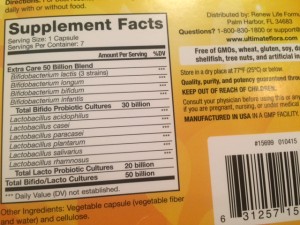 daily with or without food.
Supplement Facts
Serving Size: 1 Capsule
Servings Per Container: 7
Amount Per Serving %DV
Extra Care 50 Billion Blend
Bifidobacterium lactis (3 strains) ***
Bifidobacterium longum ***
Bifidobacterium bifidum ***
Bifidobacterium infantis ***
Total Bifido Probiotic Cultures 30 billion
Lactobacillus acidophilus ***
Lactobacillus casei ***
Lactobacillus paracasei ***
Lactobacillus plantarum ***
Lactobacillus salivarius ***
Lactobacillus rhamnosus ***
Total Lacto Probiotic Cultures 20 billion
Total Bifido/Lacto Cultures 50 billion
*** Daily Value (DV) not established.
Other Ingredients: Vegetable capsule (vegetable fiber
and water) and cellulose.
Distributed by: Renew Life Form
Palm Harbor, FL 3468
Questions? 1-800-830-1800 or
www.ultimateflora.com
Free of GMOs, wheat, gluten, soy, da
shellfish, tree nuts, and artificial in
Store in a dry place at 77°F (25°C) or below.
Quality, purity, and potency guaranteed throu
KEEP OUT OF REACH OF CHILDREN.
Consult your physician before using this or any
if you are pregnant, nursing, or under medical
MANUFACTURED IN USA IN A GMP FACILITY.
#15699 010415
6 31257 15